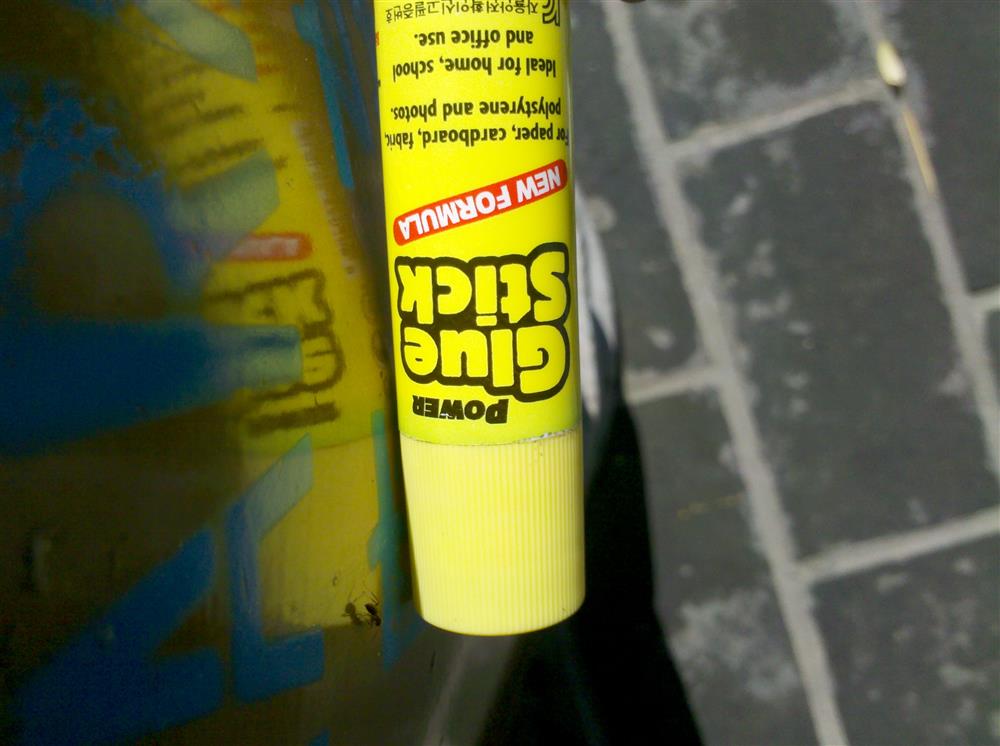 POWER
Glue
Stick
NEW FORMULA
For paper, cardboard, fabric,
polystyrene and photos.
Ideal for home, school
and office use.